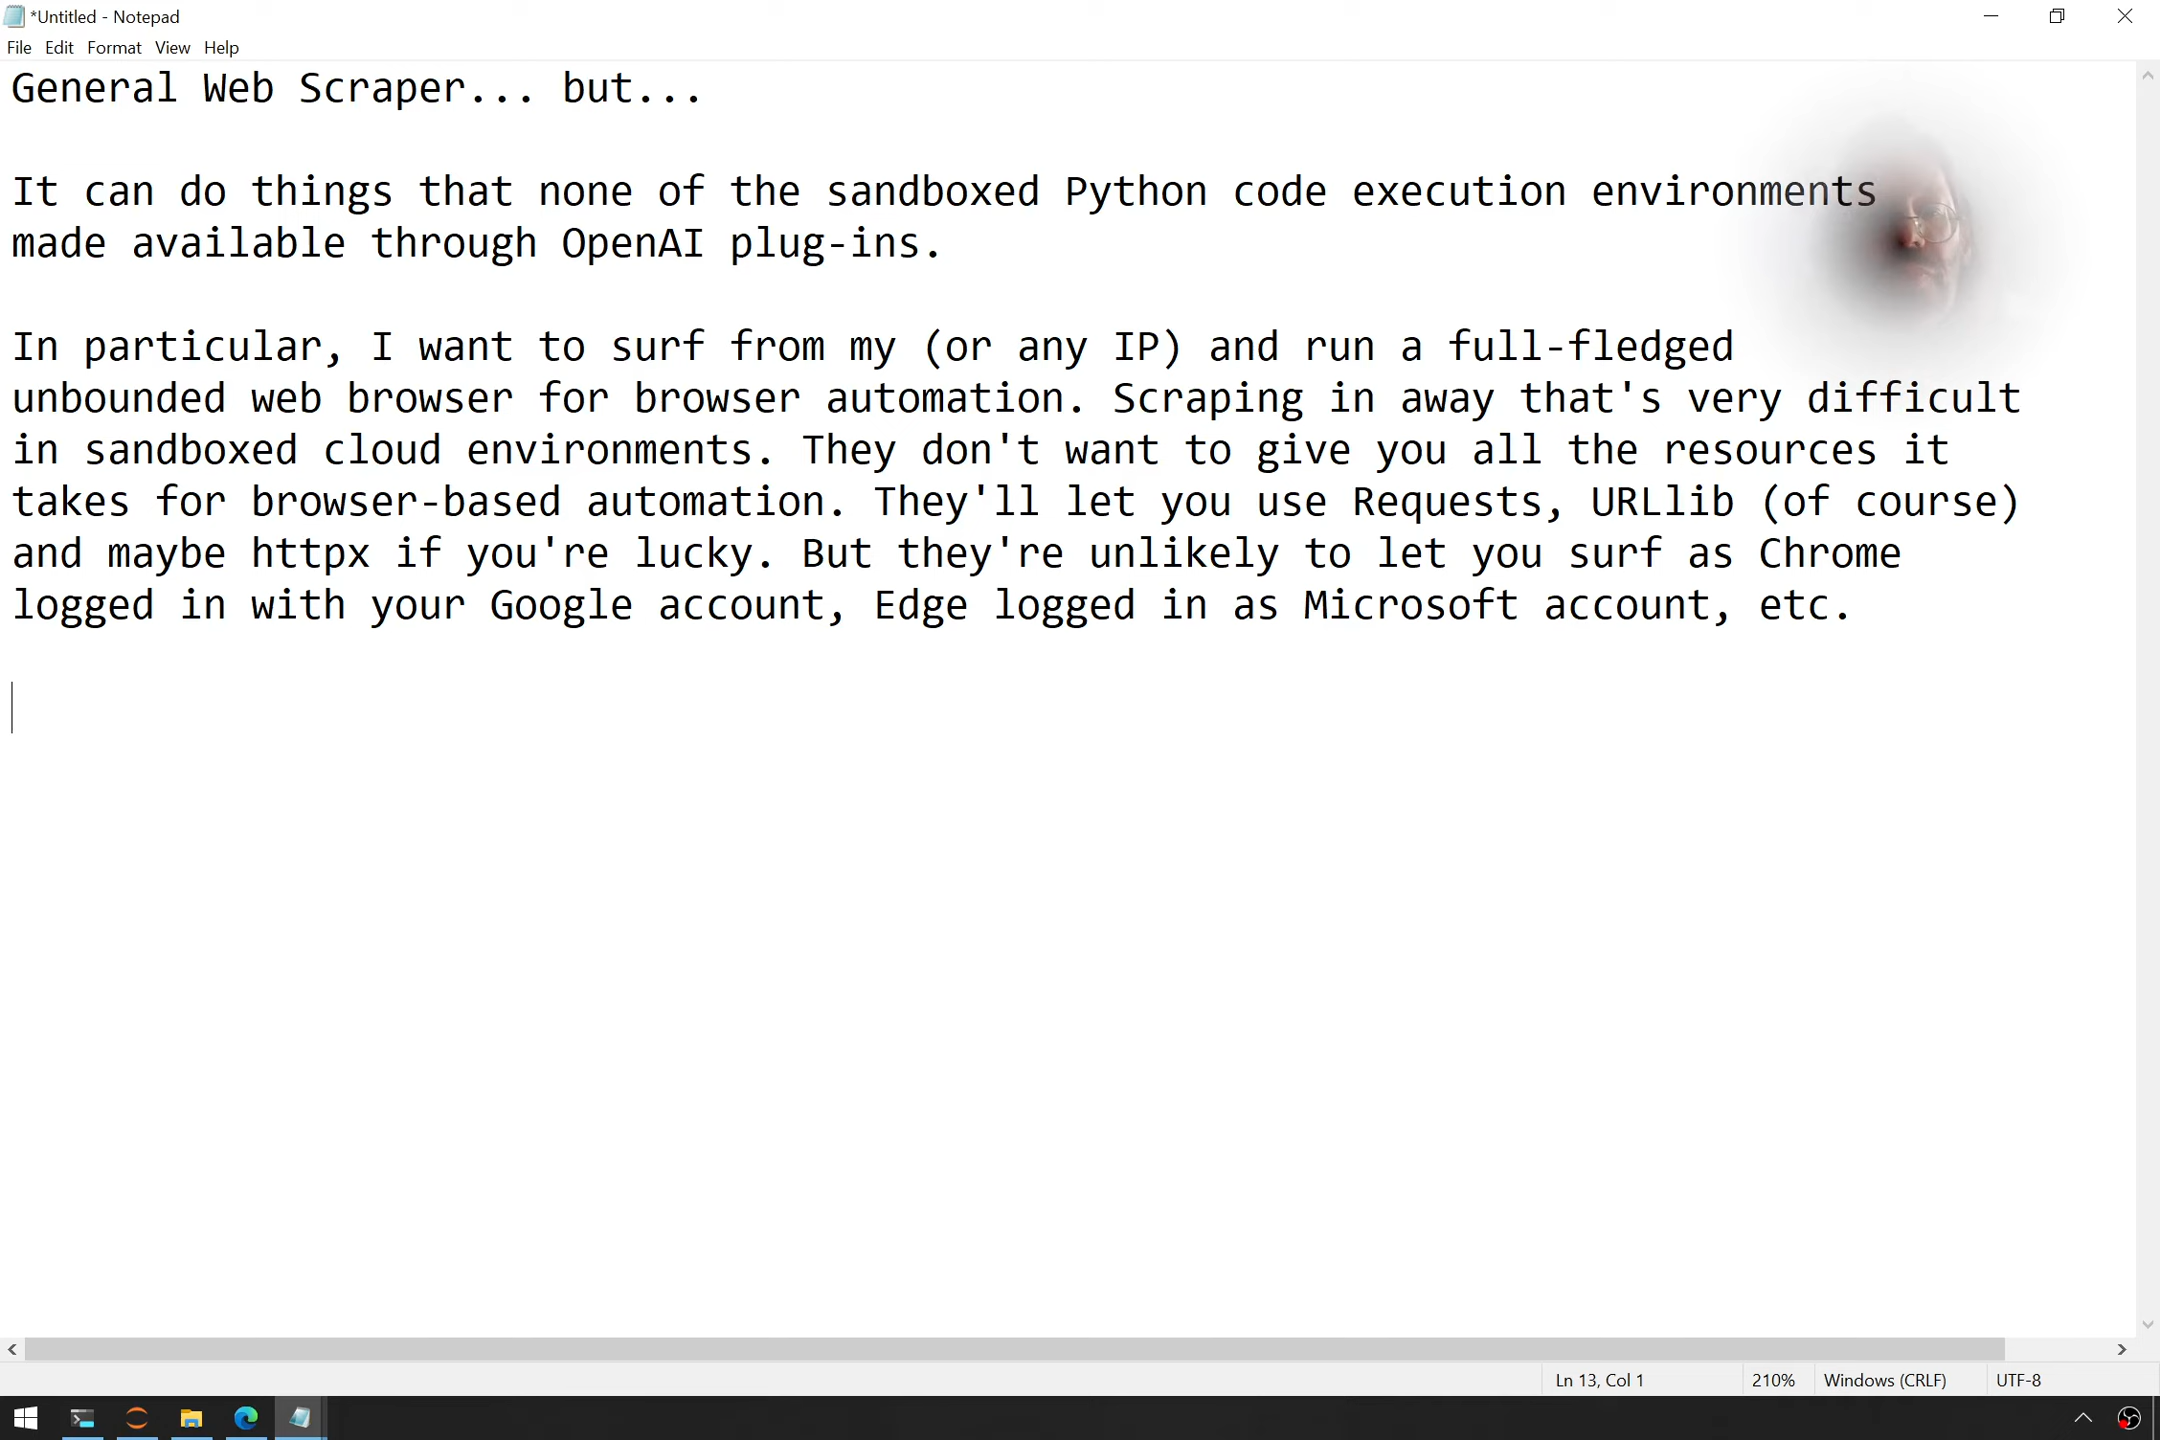 *Untitled - Notepad
File Edit Format View Help
General Web Scraper... but...
It can do things that none of the sandboxed Python code execution environments
made available through OpenAI plug-ins.
In particular, I want to surf from my (or any IP) and run a full-fledged
unbounded web browser for browser automation. Scraping in away that's very difficult
in sandboxed cloud environments. They don't want to give you all the resources it
takes for browser-based automation. They'll let you use Requests, URLlib (of course)
and maybe httpx if you're lucky. But they're unlikely to let you surf as Chrome
logged in with your Google account, Edge logged in as Microsoft account, etc.
Ln 13, Col 1 210% Windows (CRLF) UTF-8